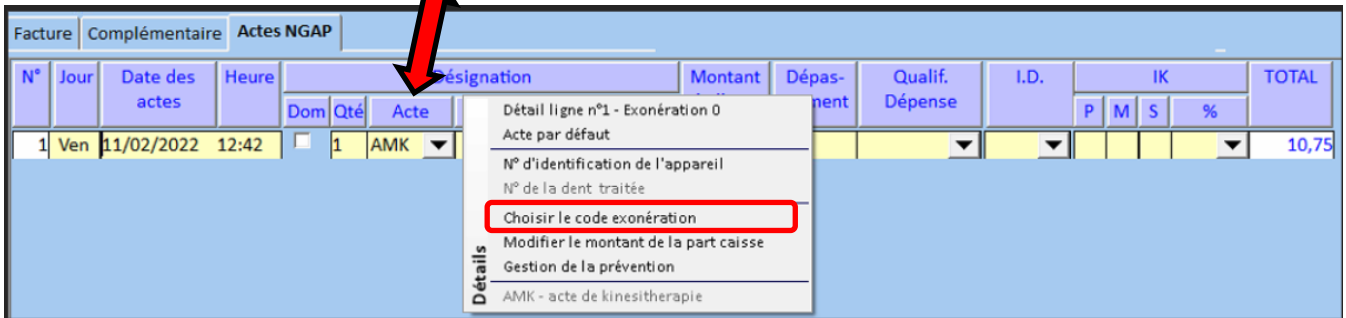 Facture Complémentaire Actes NGAP
N° Jour Date des actes Heure Désignation Montant Dépas- Qualif. Dépense I.D. IK TOTAL
Dom Qté Acte P M S %
1 Ven 11/02/2022 12:42 1 AMK 10,75
Détail ligne n°1 - Exonération 0
Acte par défaut
N° d'identification de l'appareil
N° de la dent traitée
Choisir le code exonération
Modifier le montant de la part caisse
Gestion de la prévention
AMK - acte de kinesitherapie
Détails